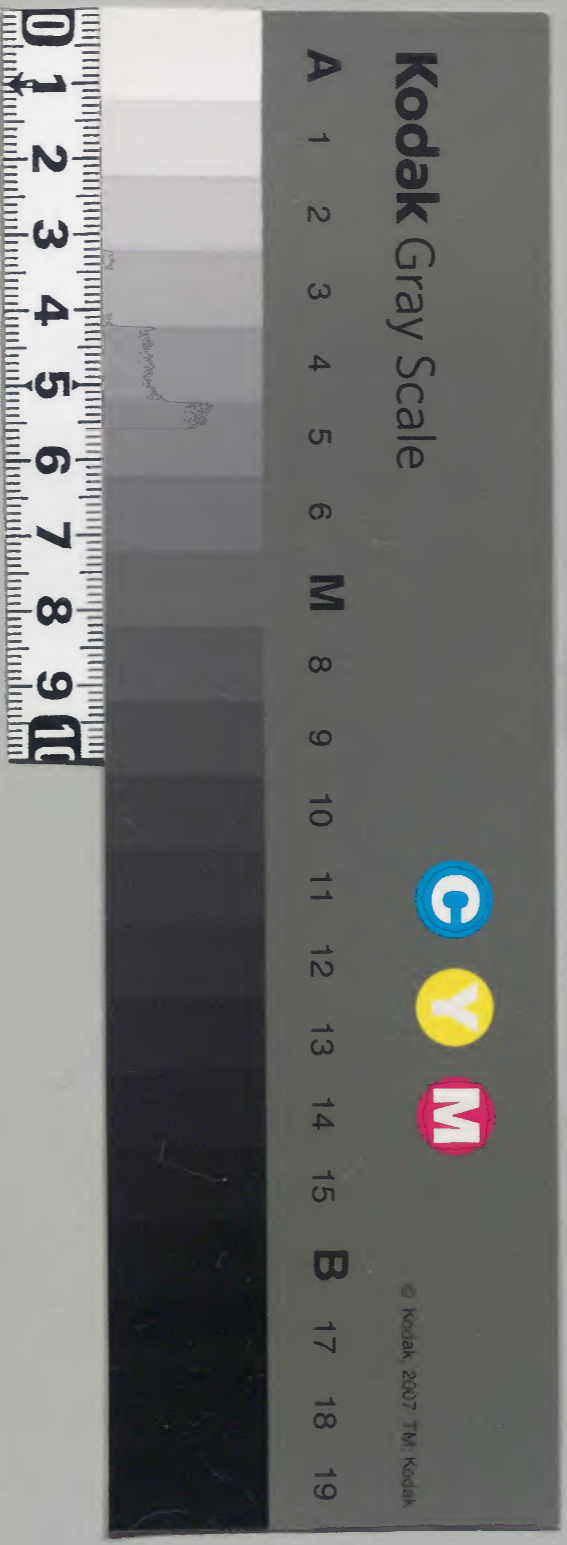 Kodak Gray Scale
C Y M
© Kodak, 2007 TM: Kodak
A 1 2 3 4 5 6 M 8 9 10 11 12 13 14 15 B 17 18 19
0 1 2 3 4 5 6 7 8 9 10